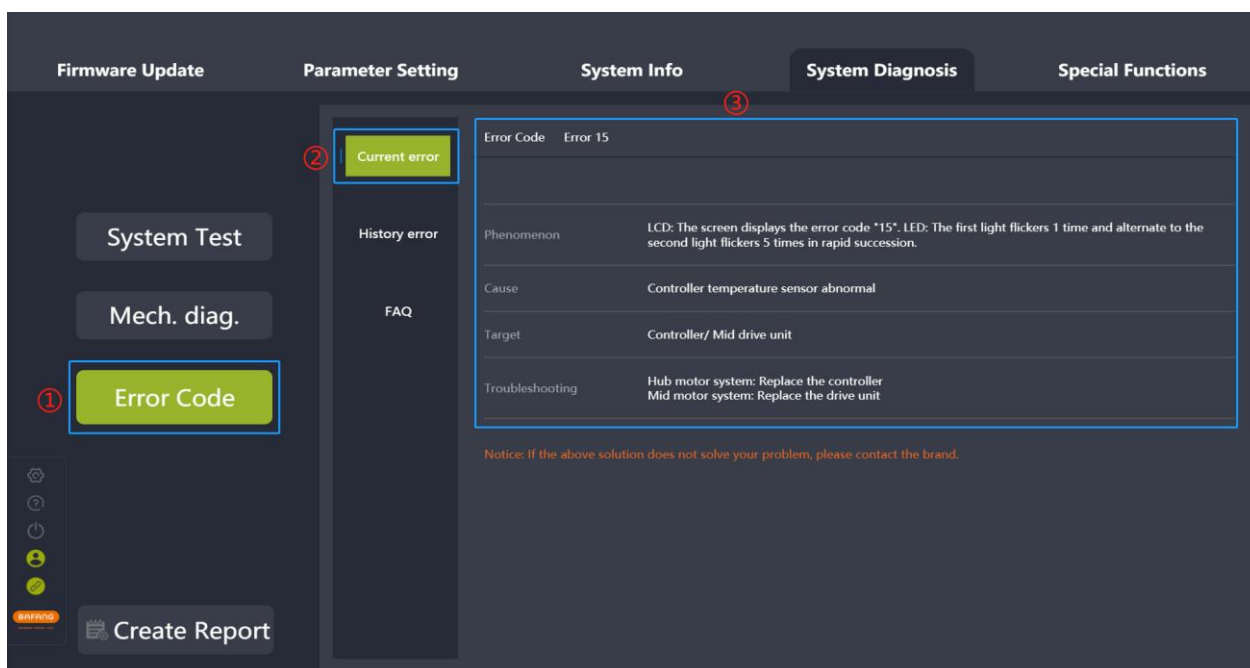 Firmware Update
Parameter Setting
System Info
System Diagnosis
Special Functions
③
Error Code Error 15
② Current error
System Test
History error
Phenomenon
LCD: The screen displays the error code "15". LED: The first light flickers 1 time and alternate to the
second light flickers 5 times in rapid succession.
Cause
Controller temperature sensor abnormal
Mech. diag.
FAQ
Target
Controller/ Mid drive unit
① Error Code
Troubleshooting
Hub motor system: Replace the controller
Mid motor system: Replace the drive unit
Notice: If the above solution does not solve your problem, please contact the brand.
BAFANG
Create Report